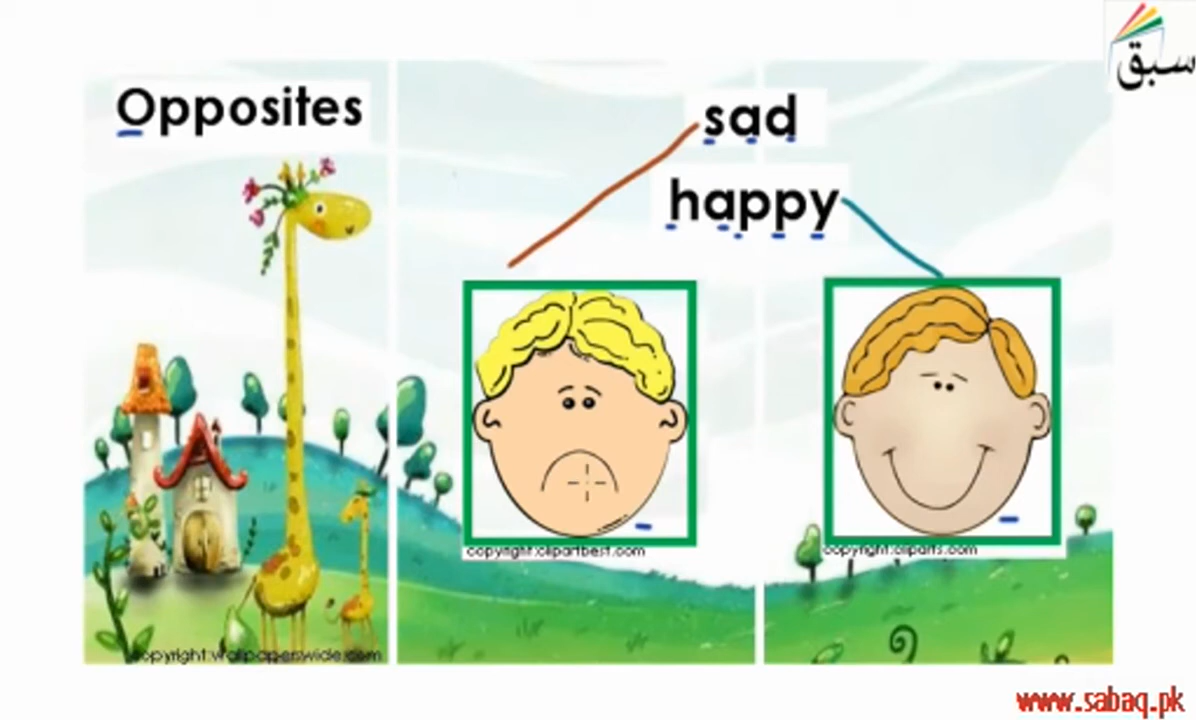 سبق
Opposites
sad
happy
copyright:clipartbest.com
copyright:cliparts.com
copyright:wallpaperswide.com
www.sabaq.pk